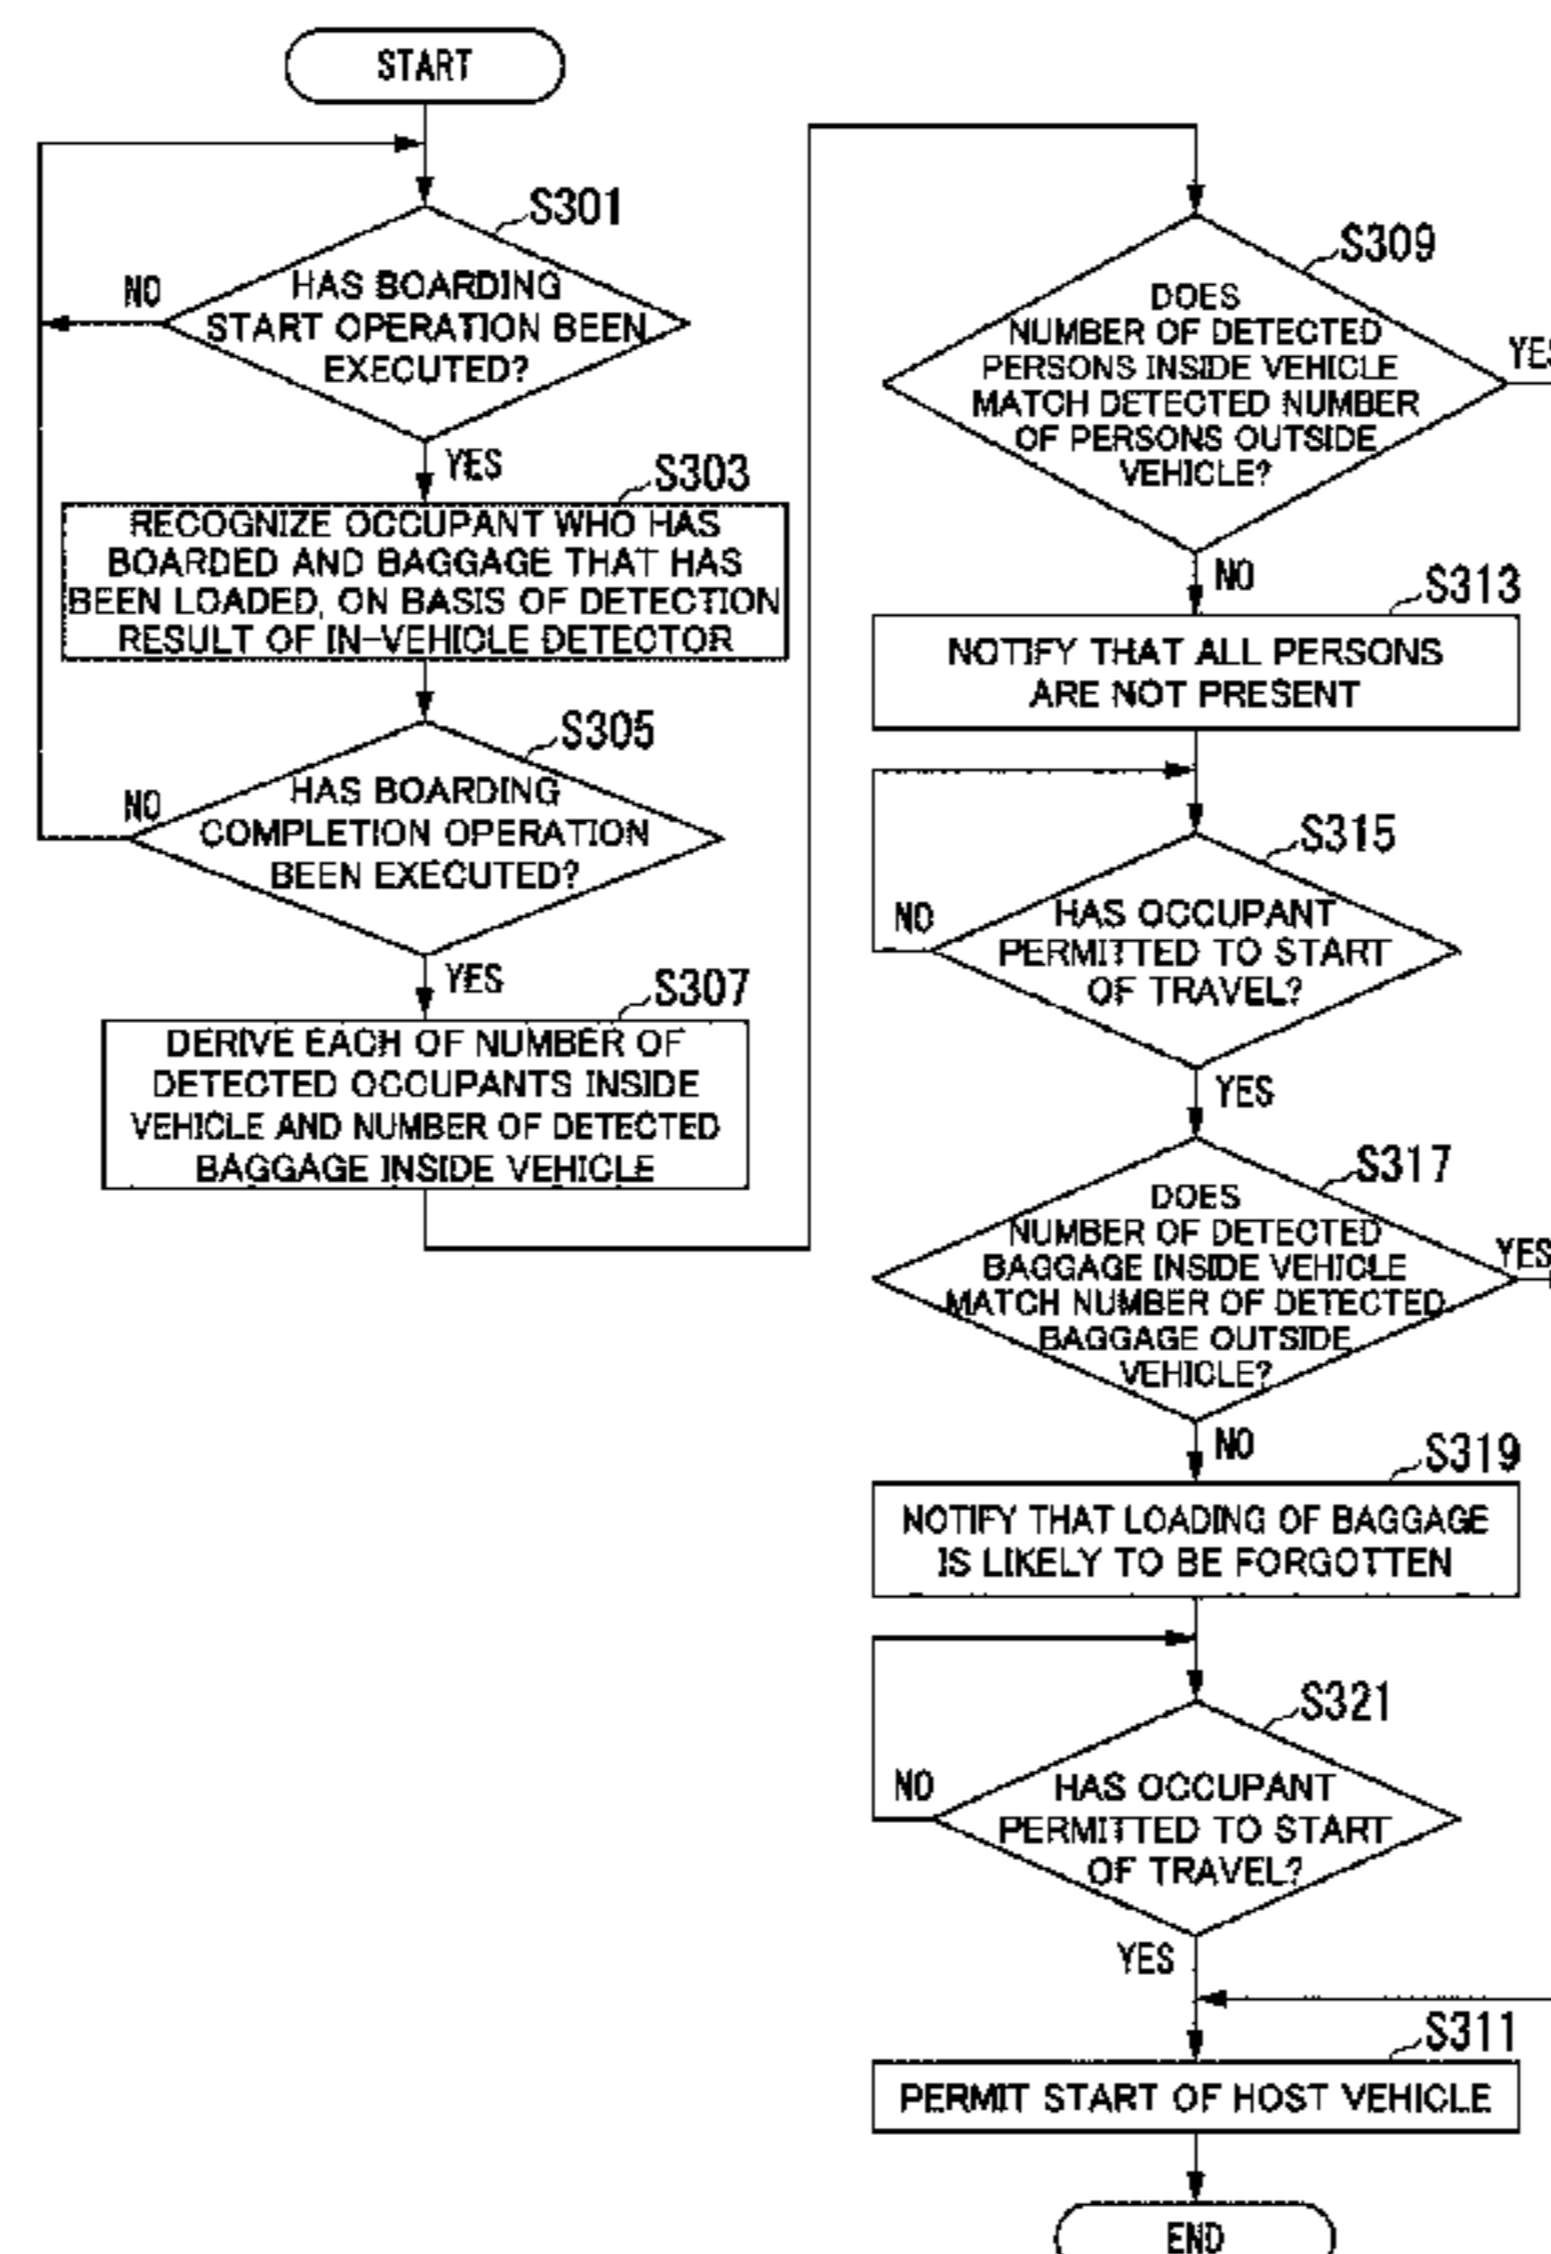 START
S301
NO
HAS BOARDING
START OPERATION BEEN
EXECUTED?
YES
S303
RECOGNIZE OCCUPANT WHO HAS
BOARDED AND BAGGAGE THAT HAS
BEEN LOADED, ON BASIS OF DETECTION
RESULT OF IN-VEHICLE DETECTOR
S305
NO
HAS BOARDING
COMPLETION OPERATION
BEEN EXECUTED?
YES
S307
DERIVE EACH OF NUMBER OF
DETECTED OCCUPANTS INSIDE
VEHICLE AND NUMBER OF DETECTED
BAGGAGE INSIDE VEHICLE
S309
DOES
NUMBER OF DETECTED
PERSONS INSIDE VEHICLE
MATCH DETECTED NUMBER
OF PERSONS OUTSIDE
VEHICLE?
YES
NO
S313
NOTIFY THAT ALL PERSONS
ARE NOT PRESENT
S315
NO
HAS OCCUPANT
PERMITTED TO START
OF TRAVEL?
YES
S317
DOES
NUMBER OF DETECTED
BAGGAGE INSIDE VEHICLE
MATCH NUMBER OF DETECTED
BAGGAGE OUTSIDE
VEHICLE?
YES
NO
S319
NOTIFY THAT LOADING OF BAGGAGE
IS LIKELY TO BE FORGOTTEN
S321
NO
HAS OCCUPANT
PERMITTED TO START
OF TRAVEL?
YES
S311
PERMIT START OF HOST VEHICLE
END